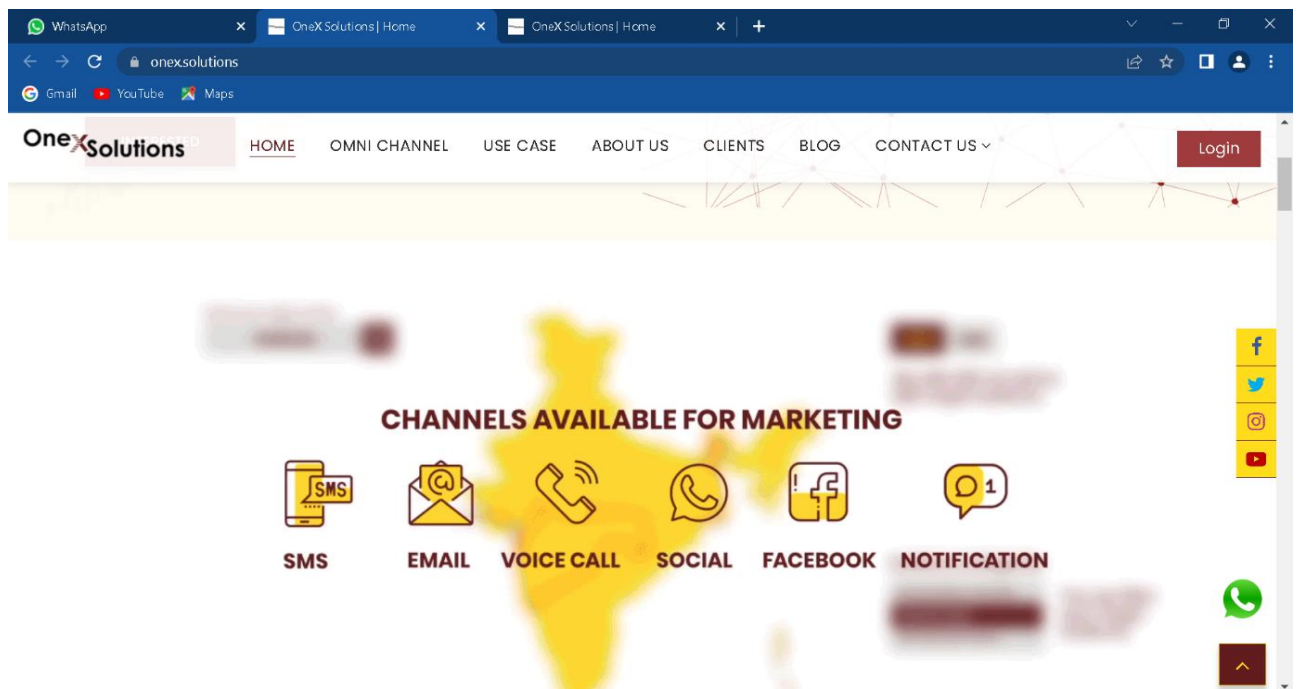 WhatsApp OneX Solutions | Home OneX Solutions | Home
onex.solutions
Gmail YouTube Maps
OneXSolutions HOME OMNI CHANNEL USE CASE ABOUT US CLIENTS BLOG CONTACT US Login
CHANNELS AVAILABLE FOR MARKETING
SMS @ 1
SMS EMAIL VOICE CALL SOCIAL FACEBOOK NOTIFICATION